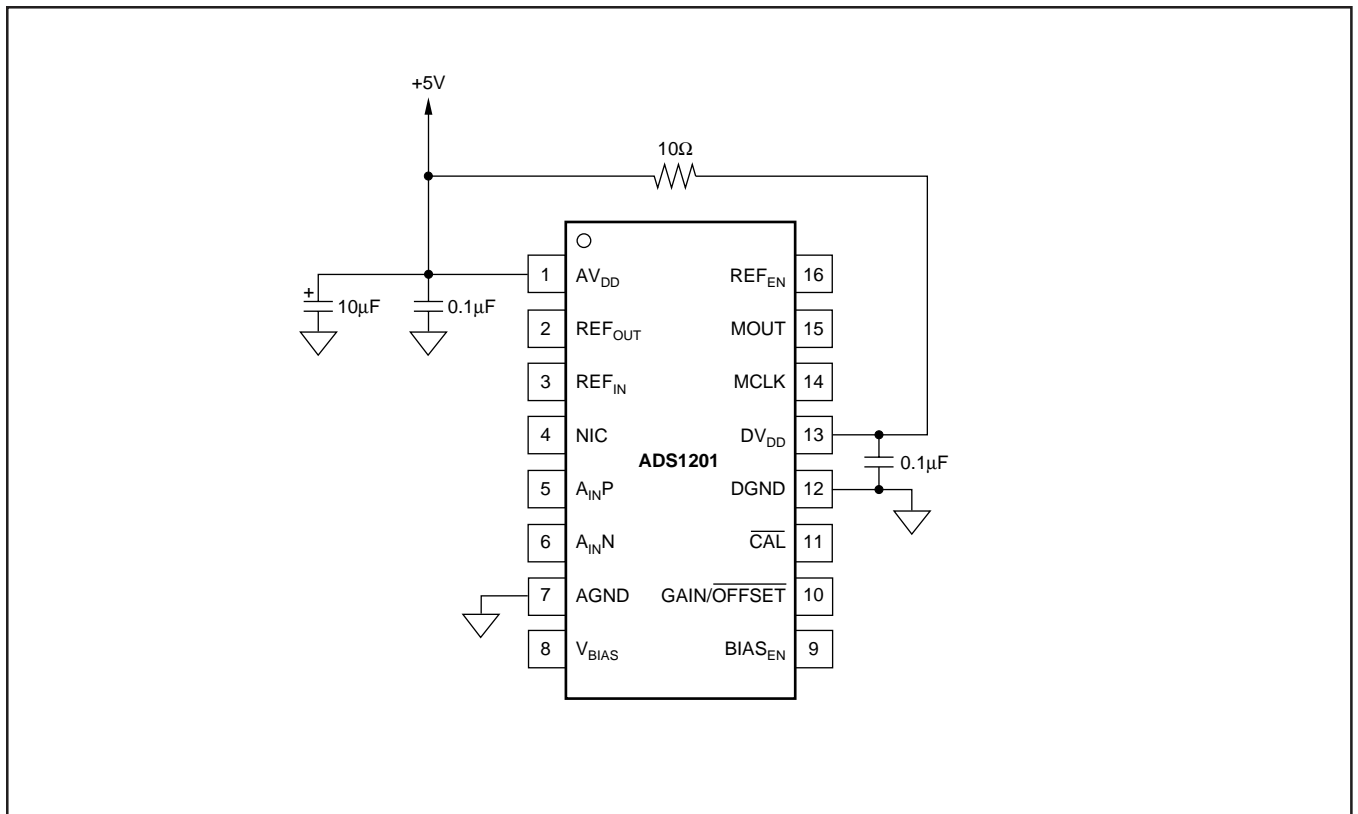 +5V
10Ω
1 AVDD REFEN 16
+
10µF 0.1µF
2 REFOUT MOUT 15
3 REFIN MCLK 14
4 NIC DVDD 13
ADS1201
0.1µF
5 AINP DGND 12
6 AINN C̅A̅L̅ 11
7 AGND GAIN/O̅F̅F̅S̅E̅T̅ 10
8 VBIAS BIASEN 9